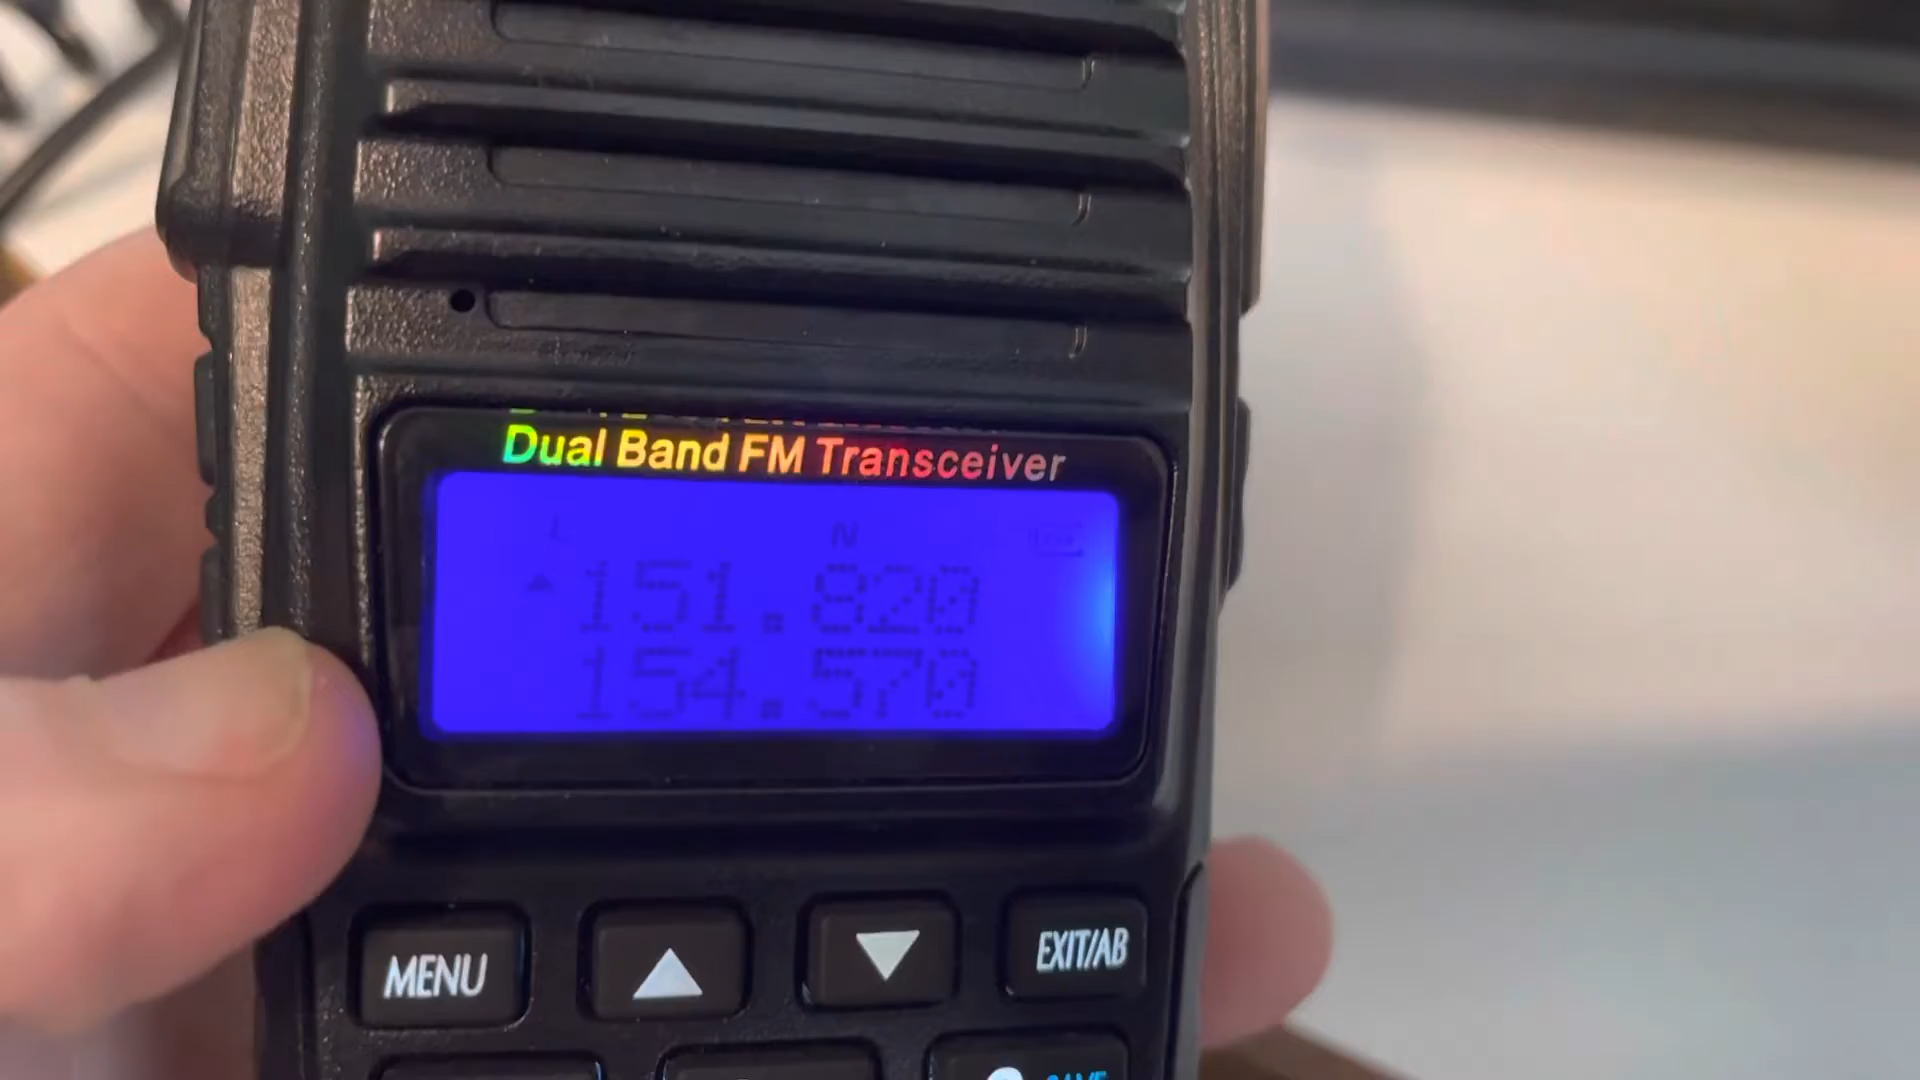 Dual Band FM Transceiver
L N
151.820
154.570
MENU EXIT/AB